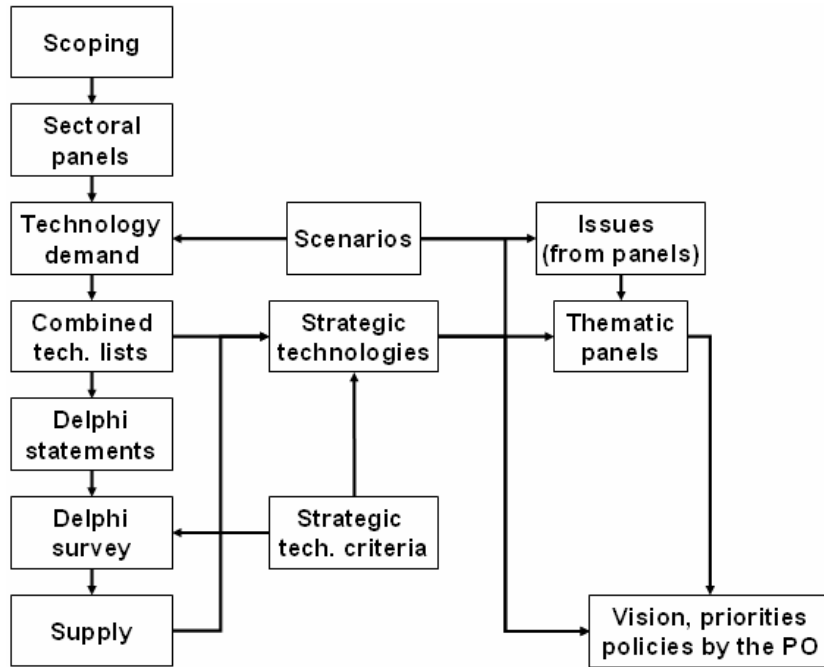 Scoping
Sectoral
panels
Technology
demand
Scenarios
Issues
(from panels)
Combined
tech. lists
Strategic
technologies
Thematic
panels
Delphi
statements
Delphi
survey
Strategic
tech. criteria
Supply
Vision, priorities
policies by the PO